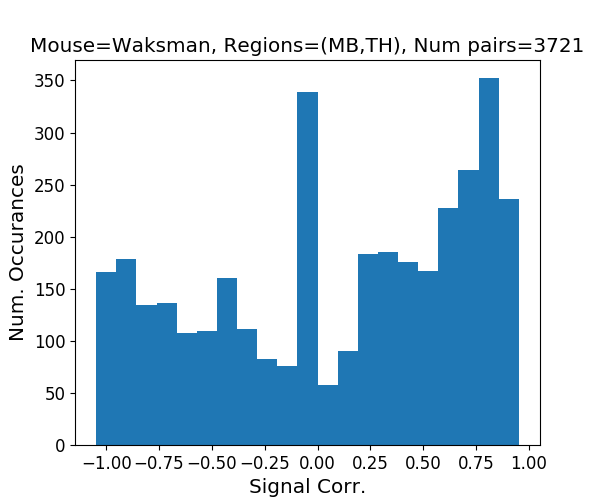 Mouse=Waksman, Regions=(MB,TH), Num pairs=3721
350
300
250
200
150
100
50
0
Num. Occurances
−1.00 −0.75 −0.50 −0.25 0.00 0.25 0.50 0.75 1.00
Signal Corr.